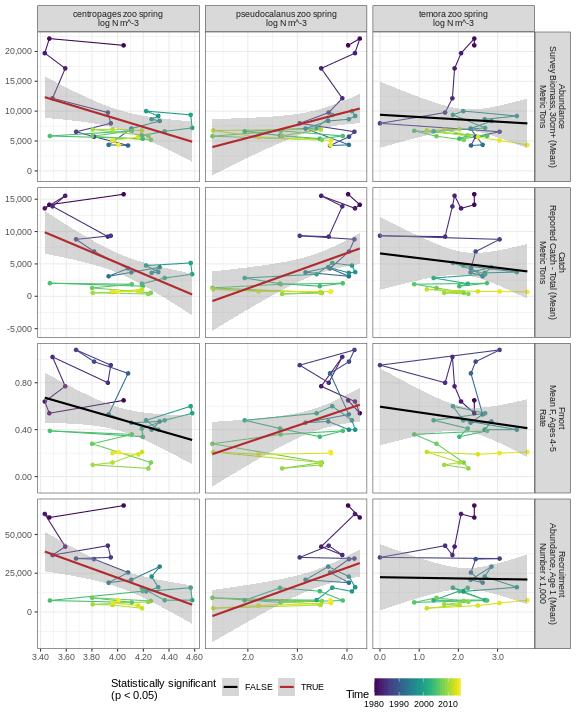 centropages zoo spring
log N m^-3
pseudocalanus zoo spring
log N m^-3
temora zoo spring
log N m^-3
20,000
15,000
10,000
5,000
0
Abundance
Survey Biomass, 30cm+ (Mean)
Metric Tons
15,000
10,000
5,000
0
-5,000
Catch
Reported Catch - Total (Mean)
Metric Tons
0.80
0.40
0.00
Fmort
Mean F, Ages 4-5
Rate
50,000
25,000
0
Recruitment
Abundance, Age 1 (Mean)
Number x 1,000
3.40 3.60 3.80 4.00 4.20 4.40 4.60
2.0 3.0 4.0
0.0 1.0 2.0 3.0
Statistically significant
(p < 0.05)
FALSE
TRUE
Time
1980 1990 2000 2010